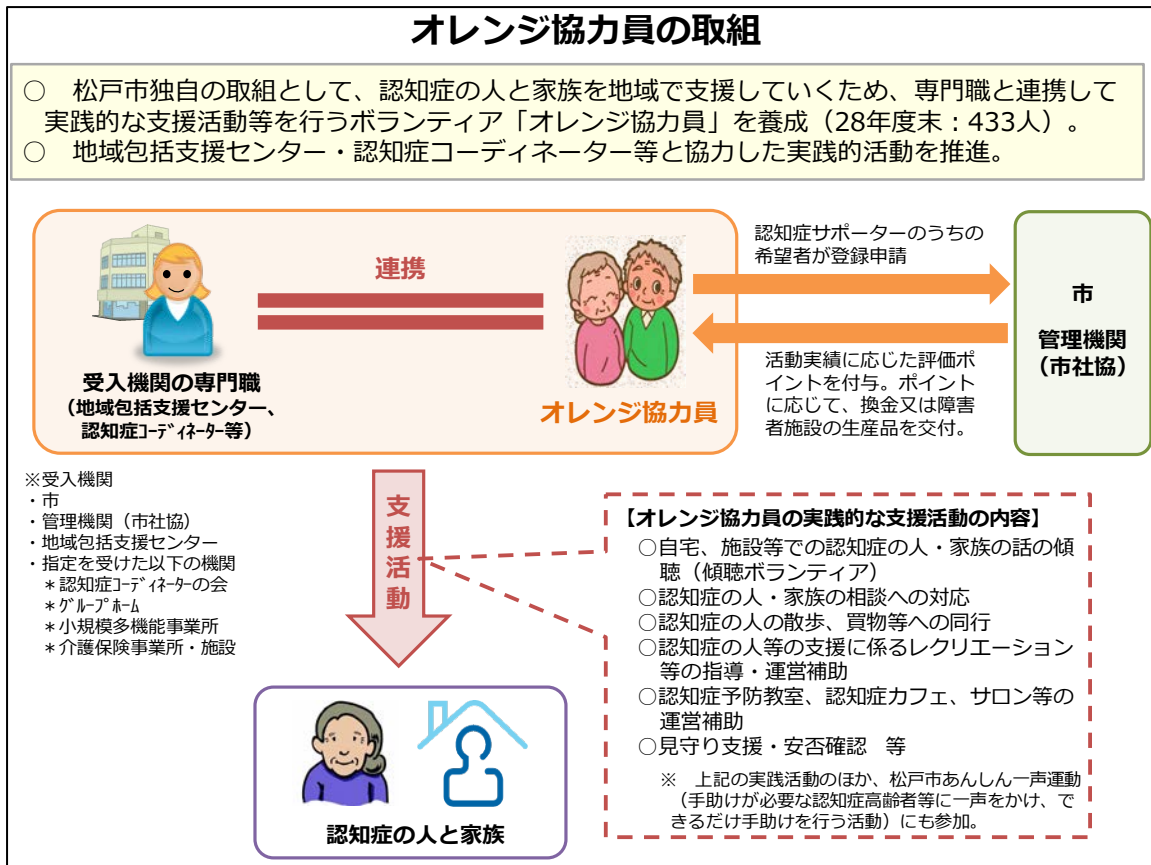 オレンジ協力員の取組
○　松戸市独自の取組として、認知症の人と家族を地域で支援していくため、専門職と連携して
実践的な支援活動等を行うボランティア「オレンジ協力員」を養成（28年度末：433人）。
○　地域包括支援センター・認知症コーディネーター等と協力した実践的活動を推進。
連携
受入機関の専門職
（地域包括支援センター、
認知症ｺｰﾃﾞｨﾈｰﾀｰ等）
オレンジ協力員
認知症サポーターのうちの
希望者が登録申請
活動実績に応じた評価ポ
イントを付与。ポイント
に応じて、換金又は障害
者施設の生産品を交付。
市
管理機関
（市社協）
※受入機関
・市
・管理機関（市社協）
・地域包括支援センター
・指定を受けた以下の機関
＊認知症ｺｰﾃﾞｨﾈｰﾀｰの会
＊ｸﾞﾙｰﾌﾟﾎｰﾑ
＊小規模多機能事業所
＊介護保険事業所・施設
支援活動
【オレンジ協力員の実践的な支援活動の内容】
○自宅、施設等での認知症の人・家族の話の傾
聴（傾聴ボランティア）
○認知症の人・家族の相談への対応
○認知症の人の散歩、買物等への同行
○認知症の人等の支援に係るレクリエーション
等の指導・運営補助
○認知症予防教室、認知症カフェ、サロン等の
運営補助
○見守り支援・安否確認　等
※　上記の実践活動のほか、松戸市あんしん一声運動
（手助けが必要な認知症高齢者等に一声をかけ、で
きるだけ手助けを行う活動）にも参加。
認知症の人と家族